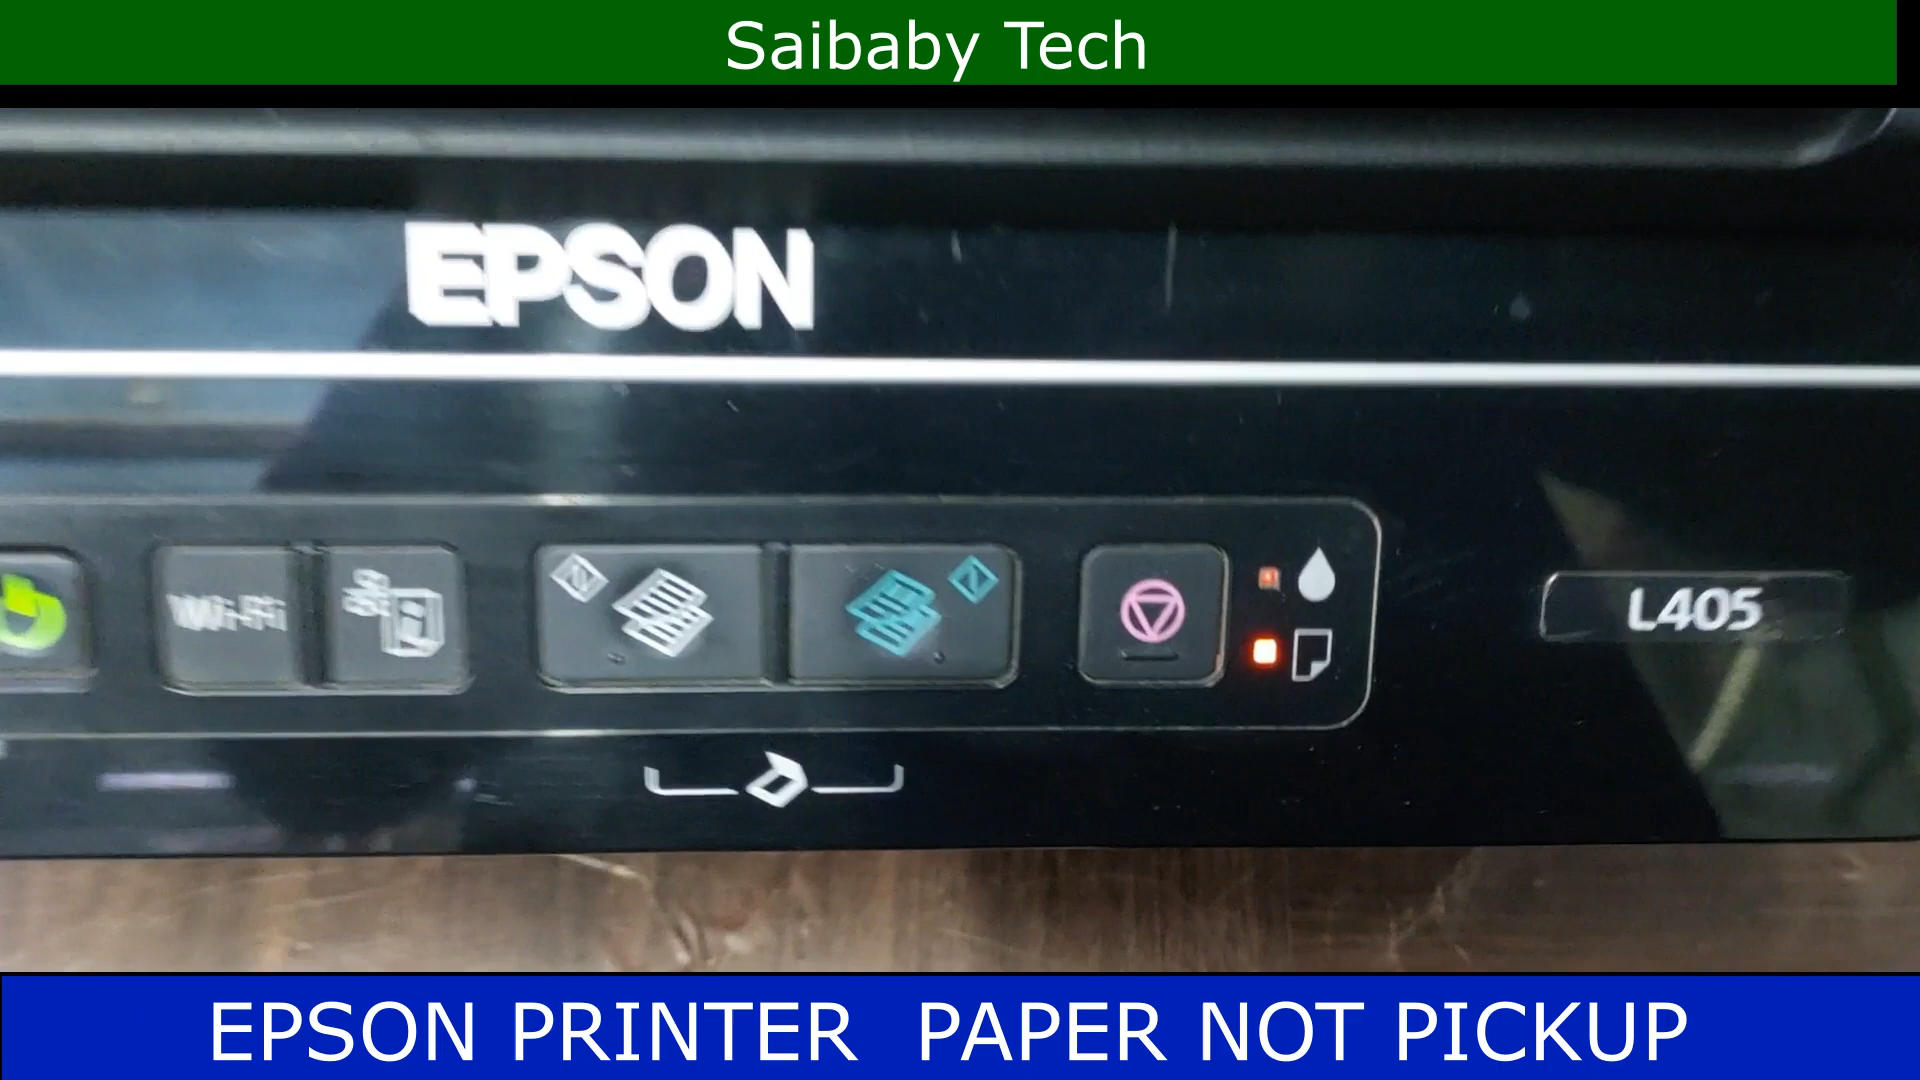 Saibaby Tech
EPSON
Wi-Fi
L405
EPSON PRINTER  PAPER NOT PICKUP